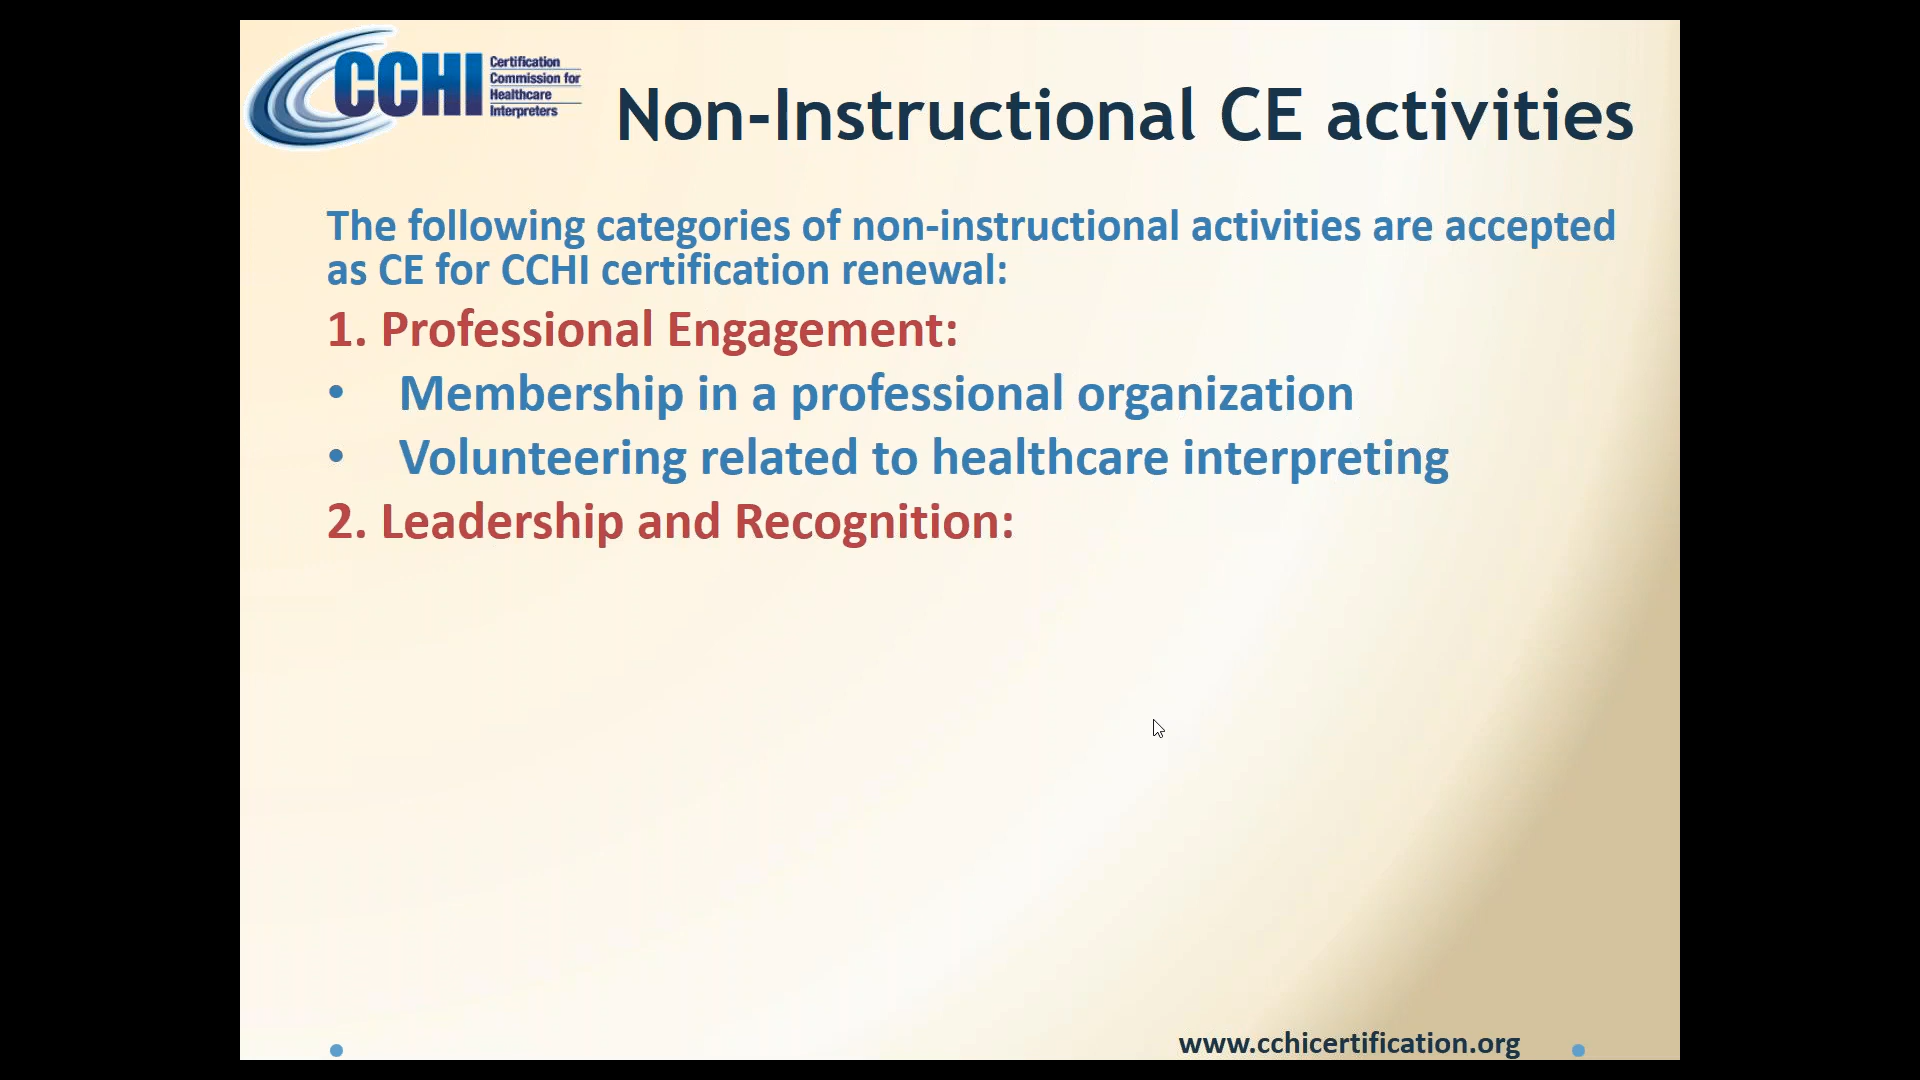 CCHI
Certification
Commission for
Healthcare
Interpreters
Non-Instructional CE activities
The following categories of non-instructional activities are accepted
as CE for CCHI certification renewal:
1. Professional Engagement:
• Membership in a professional organization
• Volunteering related to healthcare interpreting
2. Leadership and Recognition:
www.cchicertification.org